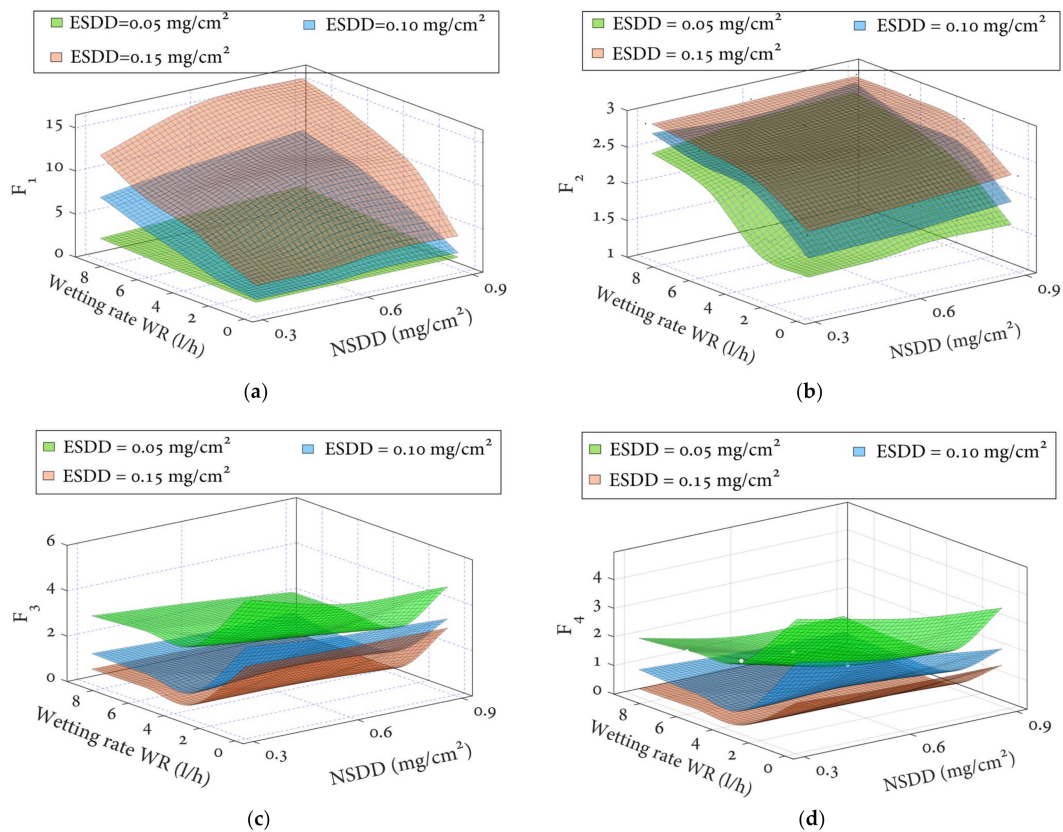 ESDD=0.05 mg/cm² ESDD=0.10 mg/cm²
ESDD=0.15 mg/cm²
15
10
5
0
F₁
8
6
4
2
0
Wetting rate WR (l/h)
0.3
0.6
0.9
NSDD (mg/cm²)
(a)
ESDD = 0.05 mg/cm² ESDD = 0.10 mg/cm²
ESDD = 0.15 mg/cm²
3
2.5
2
1.5
1
F₂
8
6
4
2
0
Wetting rate WR (l/h)
0.3
0.6
0.9
NSDD (mg/cm²)
(b)
ESDD = 0.05 mg/cm² ESDD = 0.10 mg/cm²
ESDD = 0.15 mg/cm²
6
4
2
0
F₃
8
6
4
2
0
Wetting rate WR (l/h)
0.3
0.6
0.9
NSDD (mg/cm²)
(c)
ESDD = 0.05 mg/cm² ESDD = 0.10 mg/cm²
ESDD = 0.15 mg/cm²
4
3
2
1
0
F₄
8
6
4
2
0
Wetting rate WR (l/h)
0.3
0.6
0.9
NSDD (mg/cm²)
(d)